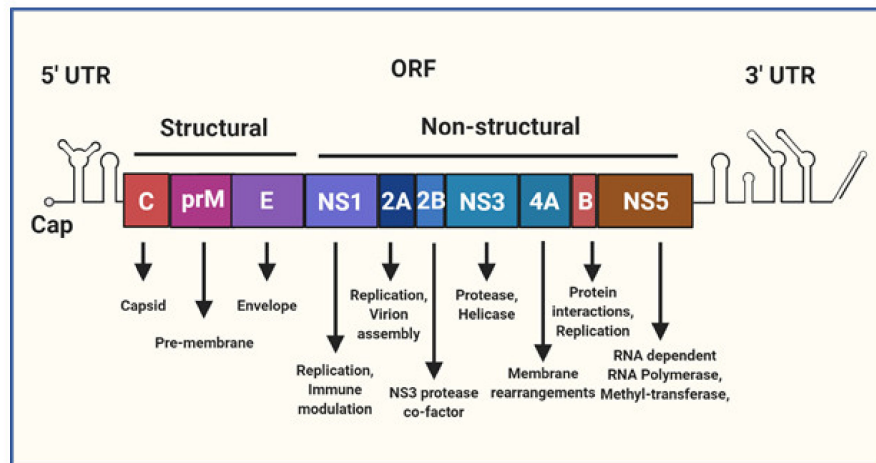 5' UTR
ORF
3' UTR
Structural
Non-structural
Cap
C
prM
E
NS1
2A
2B
NS3
4A
B
NS5
Capsid
Pre-membrane
Envelope
Replication,
Immune
modulation
Replication,
Virion
assembly
NS3 protease
co-factor
Protease,
Helicase
Membrane
rearrangements
Protein
interactions,
Replication
RNA dependent
RNA Polymerase,
Methyl-transferase,